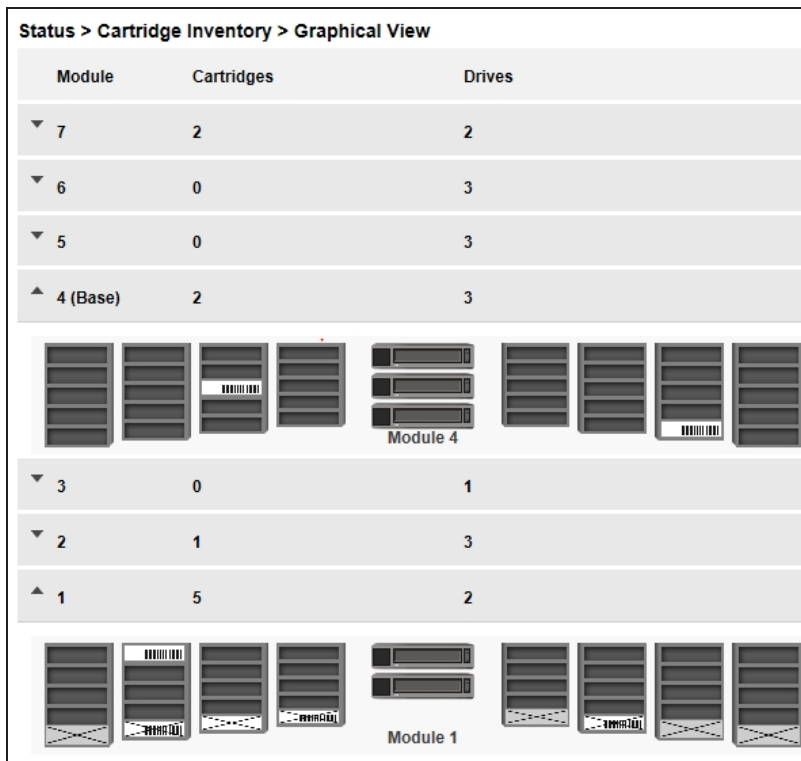 Status > Cartridge Inventory > Graphical View
Module Cartridges Drives
7 2 2
6 0 3
5 0 3
4 (Base) 2 3
Module 4
3 0 1
2 1 3
1 5 2
Module 1